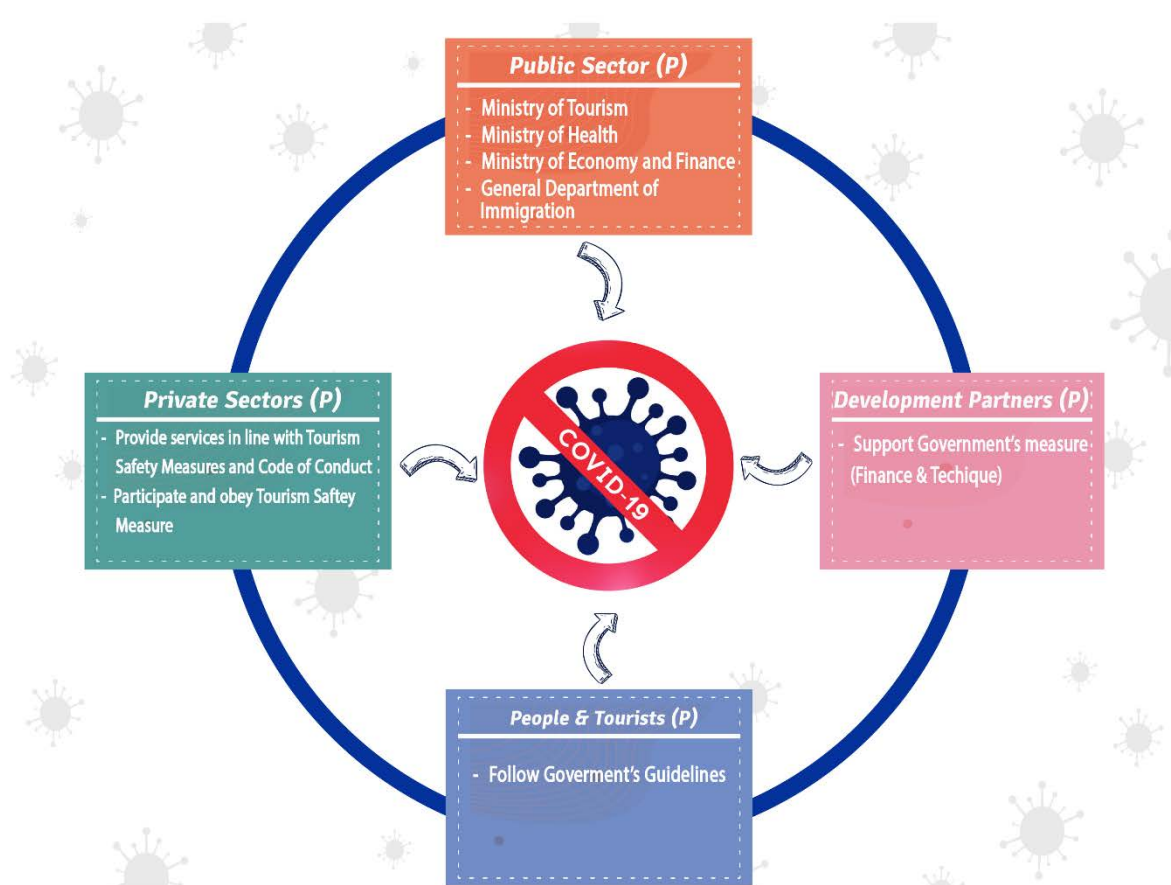 Public Sector (P)
- Ministry of Tourism
- Ministry of Health
- Ministry of Economy and Finance
- General Department of
Immigration
Private Sectors (P)
- Provide services in line with Tourism
Safety Measures and Code of Conduct
- Participate and obey Tourism Saftey
Measure
COVID-19
Development Partners (P)
- Support Government's measure
(Finance & Techique)
People & Tourists (P)
- Follow Goverment's Guidelines